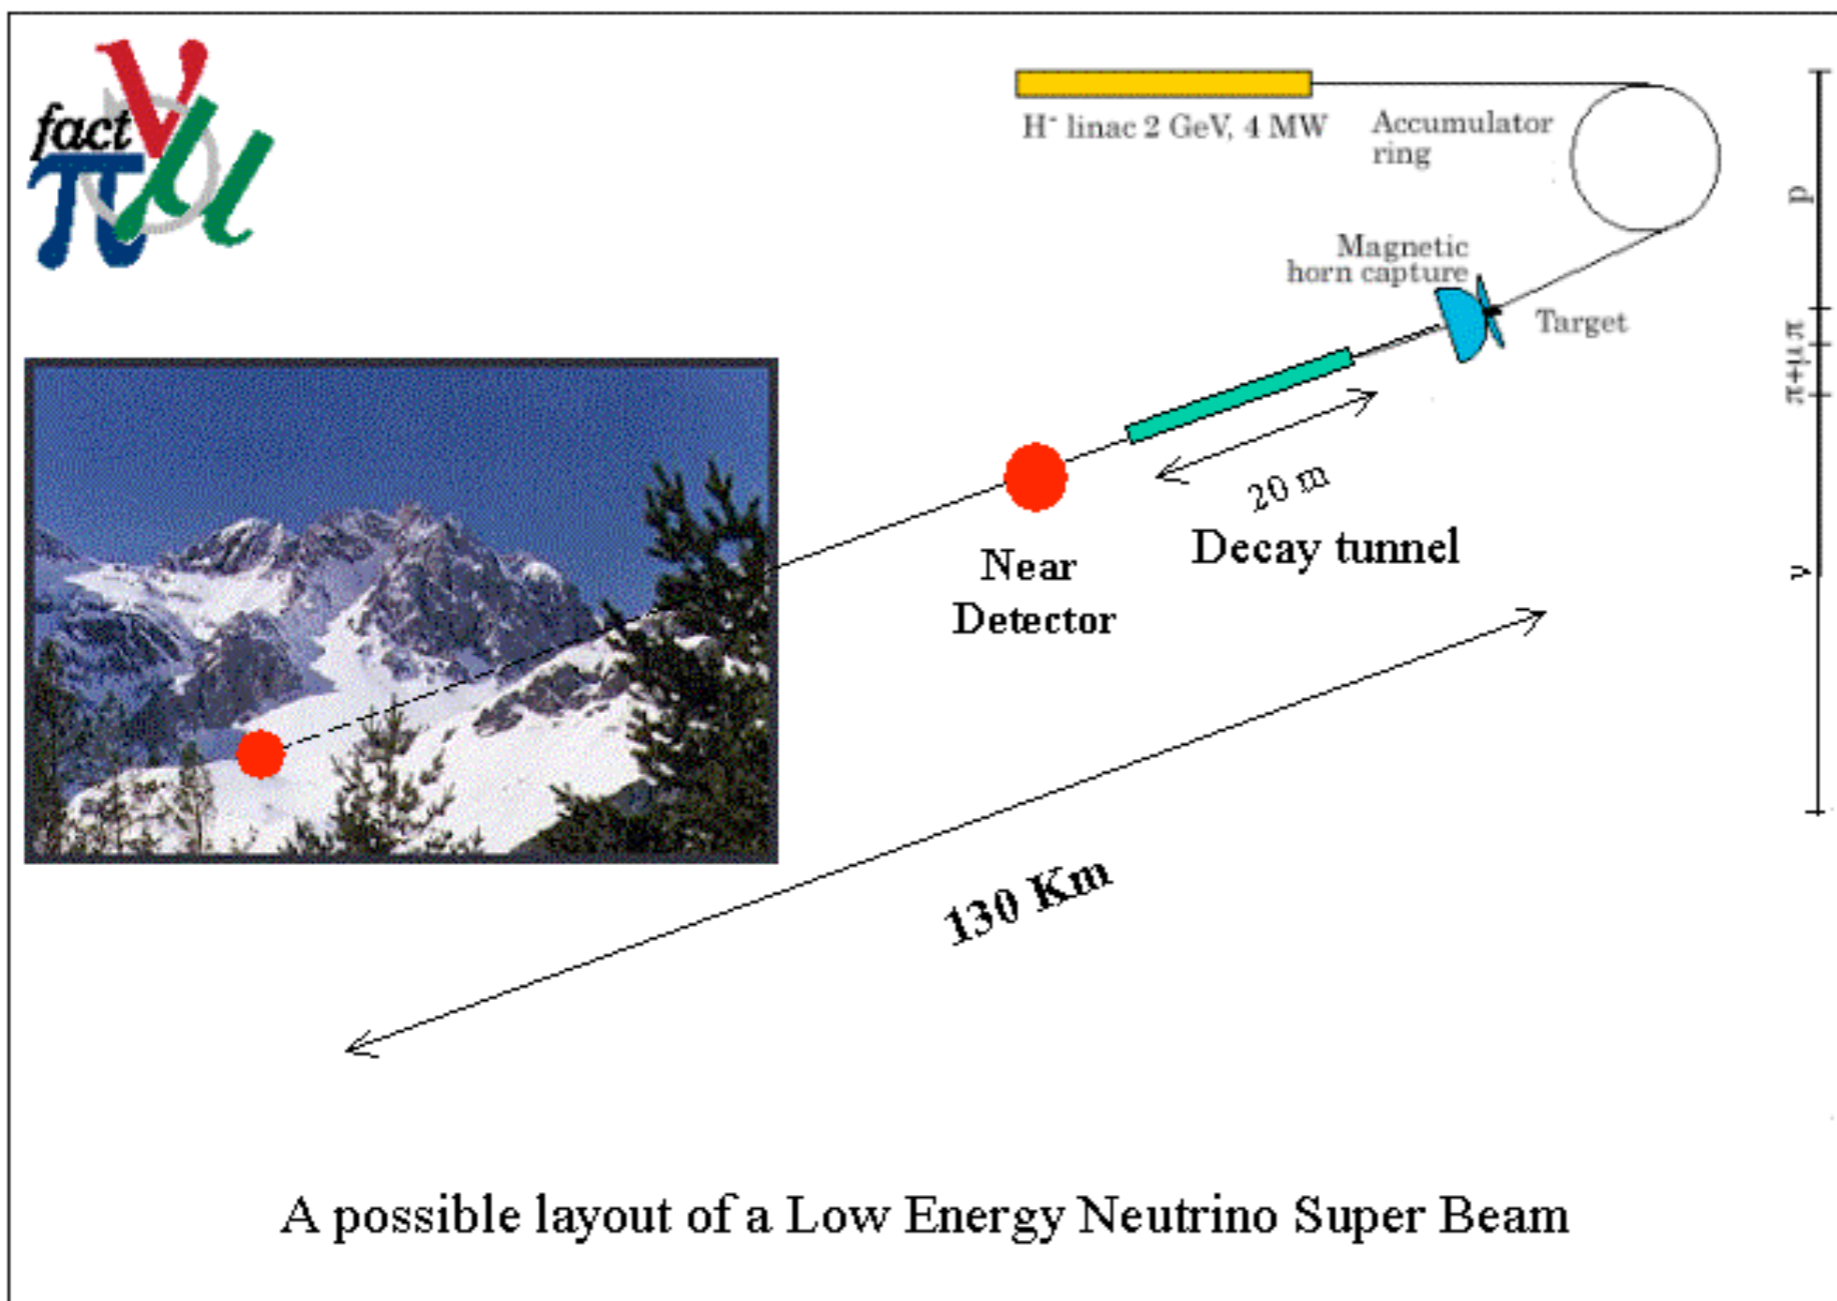 fact
ν
π μ
H⁻ linac 2 GeV, 4 MW
Accumulator
ring
p
Magnetic
horn capture
Target
π
π+μ
20 m
Decay tunnel
Near
Detector
ν
130 Km
A possible layout of a Low Energy Neutrino Super Beam